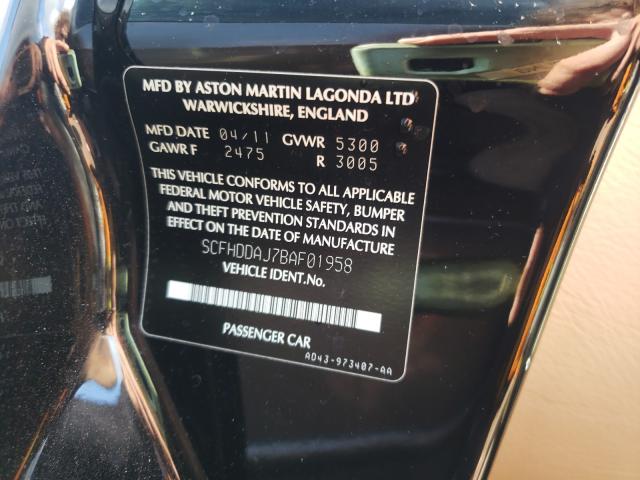 MFD BY ASTON MARTIN LAGONDA LTD
WARWICKSHIRE, ENGLAND
MFD DATE 04/11 GVWR 5300
GAWR F 2475 R 3005
THIS VEHICLE CONFORMS TO ALL APPLICABLE
FEDERAL MOTOR VEHICLE SAFETY, BUMPER
AND THEFT PREVENTION STANDARDS IN
EFFECT ON THE DATE OF MANUFACTURE
SCFHDDAJ7BAF01958
VEHICLE IDENT.No.
PASSENGER CAR
AD43-973407-AA